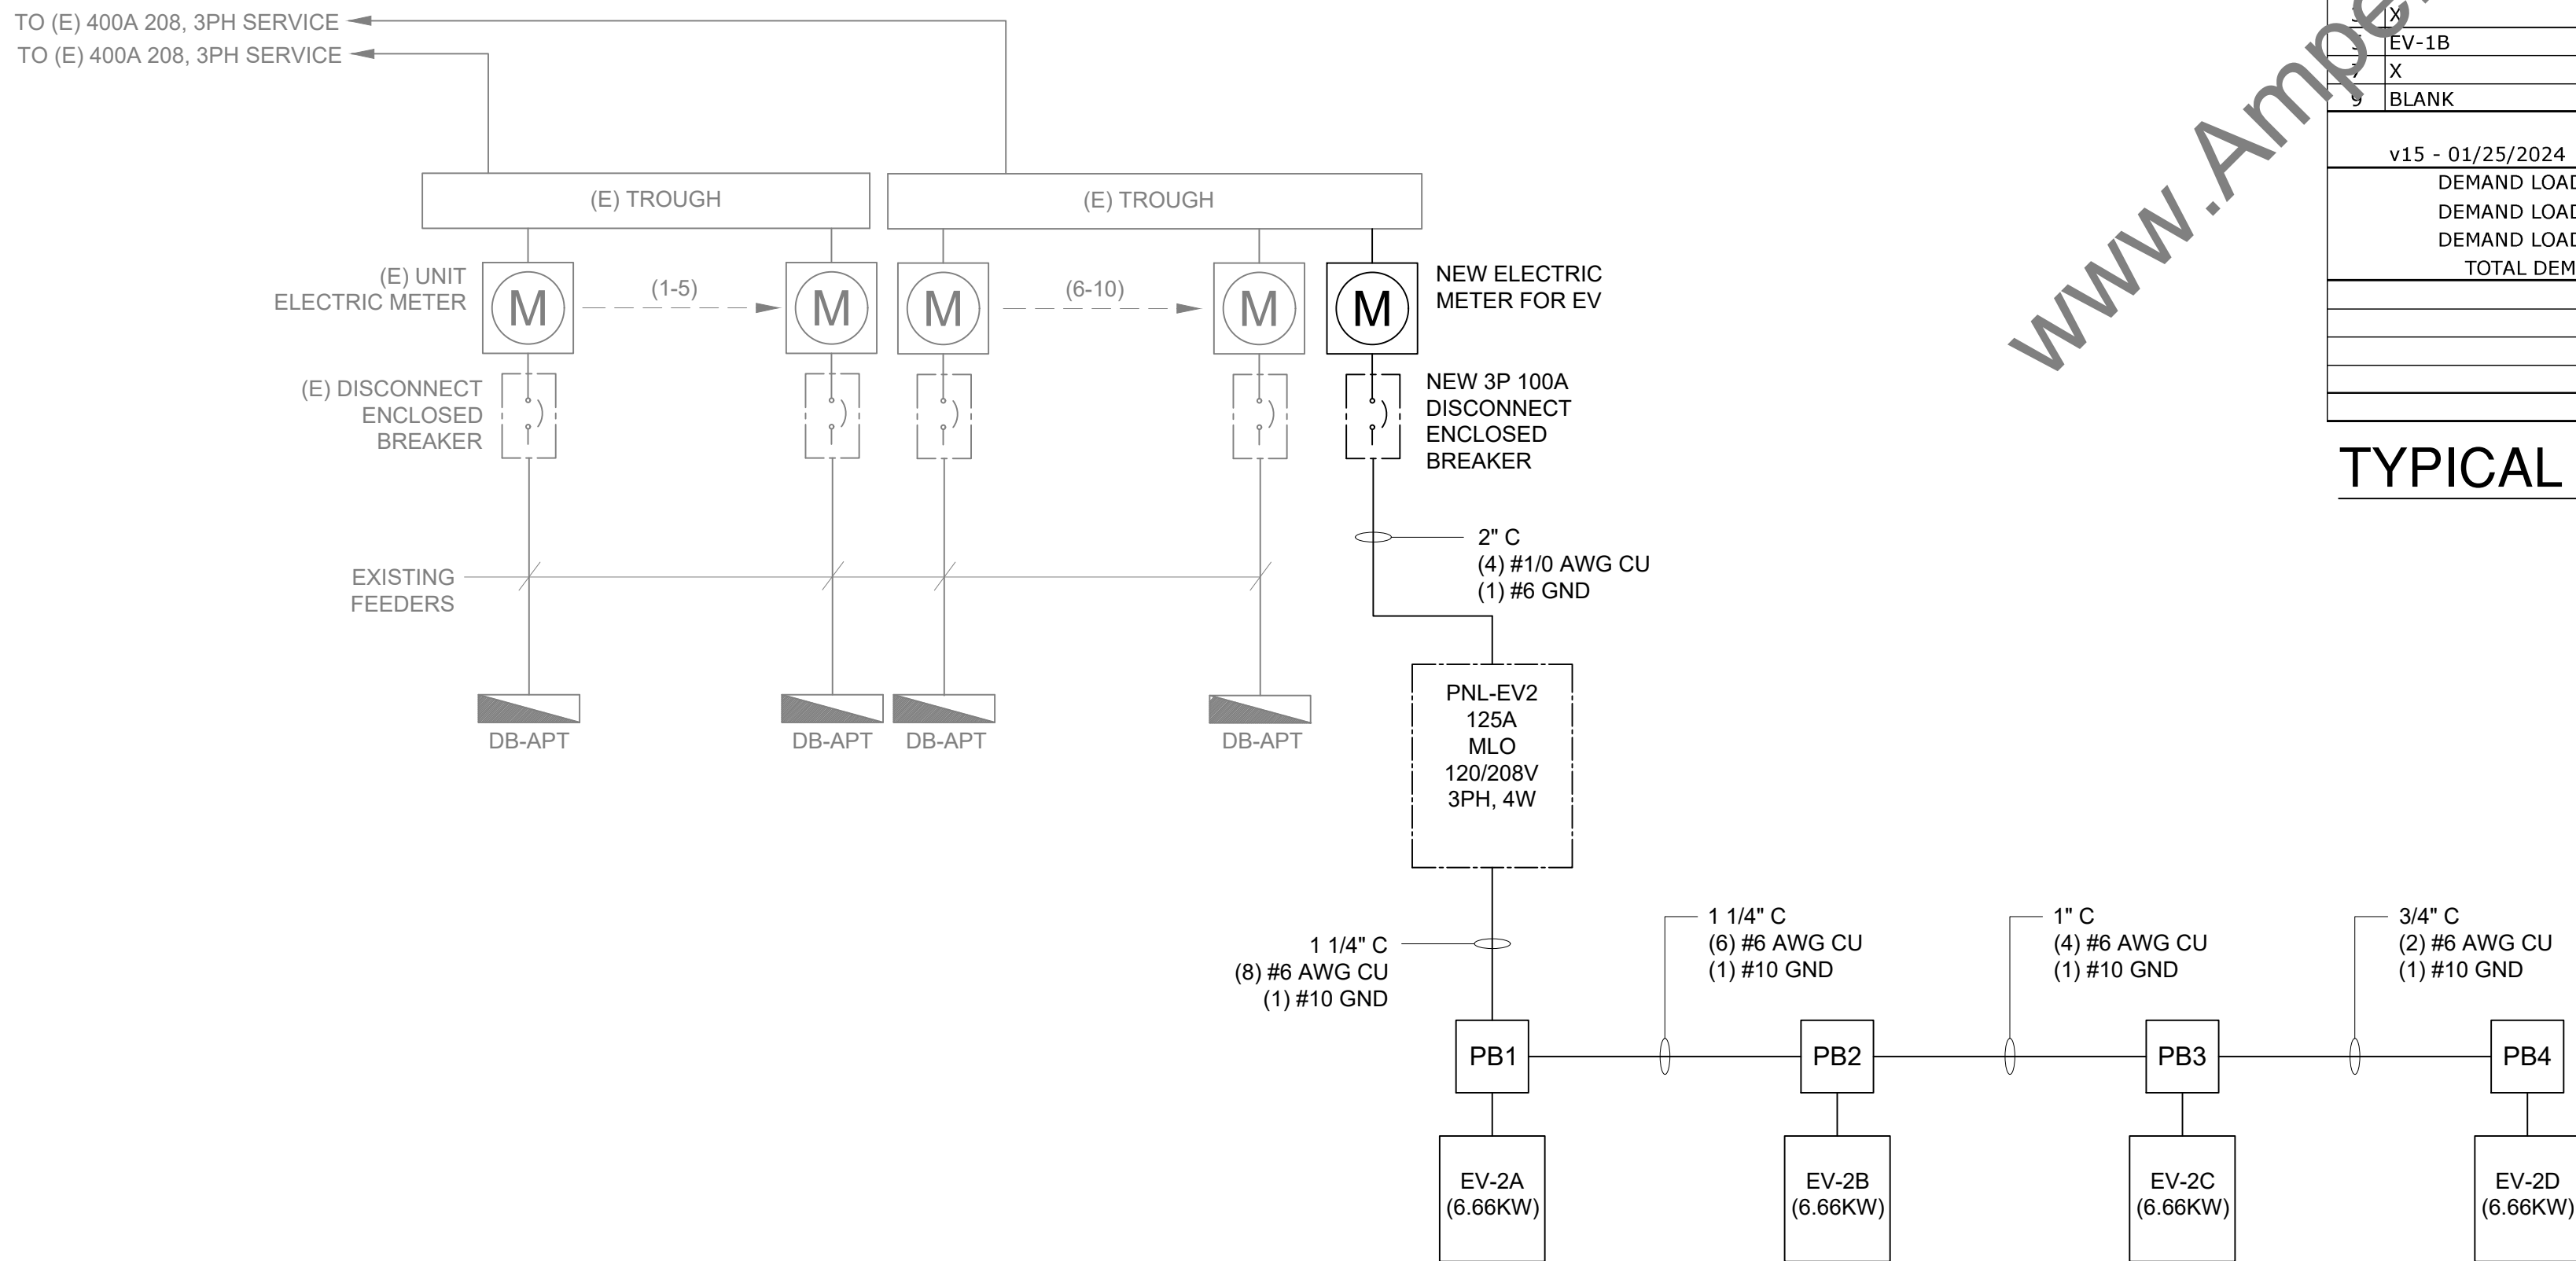 TO (E) 400A 208, 3PH SERVICE
TO (E) 400A 208, 3PH SERVICE
(E) TROUGH
(E) TROUGH
(E) UNIT
ELECTRIC METER
M
(1-5)
M
M
(6-10)
M
M
NEW ELECTRIC
METER FOR EV
(E) DISCONNECT
ENCLOSED
BREAKER
NEW 3P 100A
DISCONNECT
ENCLOSED
BREAKER
2" C
(4) #1/0 AWG CU
(1) #6 GND
EXISTING
FEEDERS
DB-APT
DB-APT
DB-APT
DB-APT
PNL-EV2
125A
MLO
120/208V
3PH, 4W
1 1/4" C
(8) #6 AWG CU
(1) #10 GND
1 1/4" C
(6) #6 AWG CU
(1) #10 GND
1" C
(4) #6 AWG CU
(1) #10 GND
3/4" C
(2) #6 AWG CU
(1) #10 GND
PB1
PB2
PB3
PB4
EV-2A
(6.66KW)
EV-2B
(6.66KW)
EV-2C
(6.66KW)
EV-2D
(6.66KW)
X
EV-1B
7 X
9 BLANK
v15 - 01/25/2024
DEMAND LOAD
DEMAND LOAD
DEMAND LOAD
TOTAL DEM
TYPICAL
www.Ampe